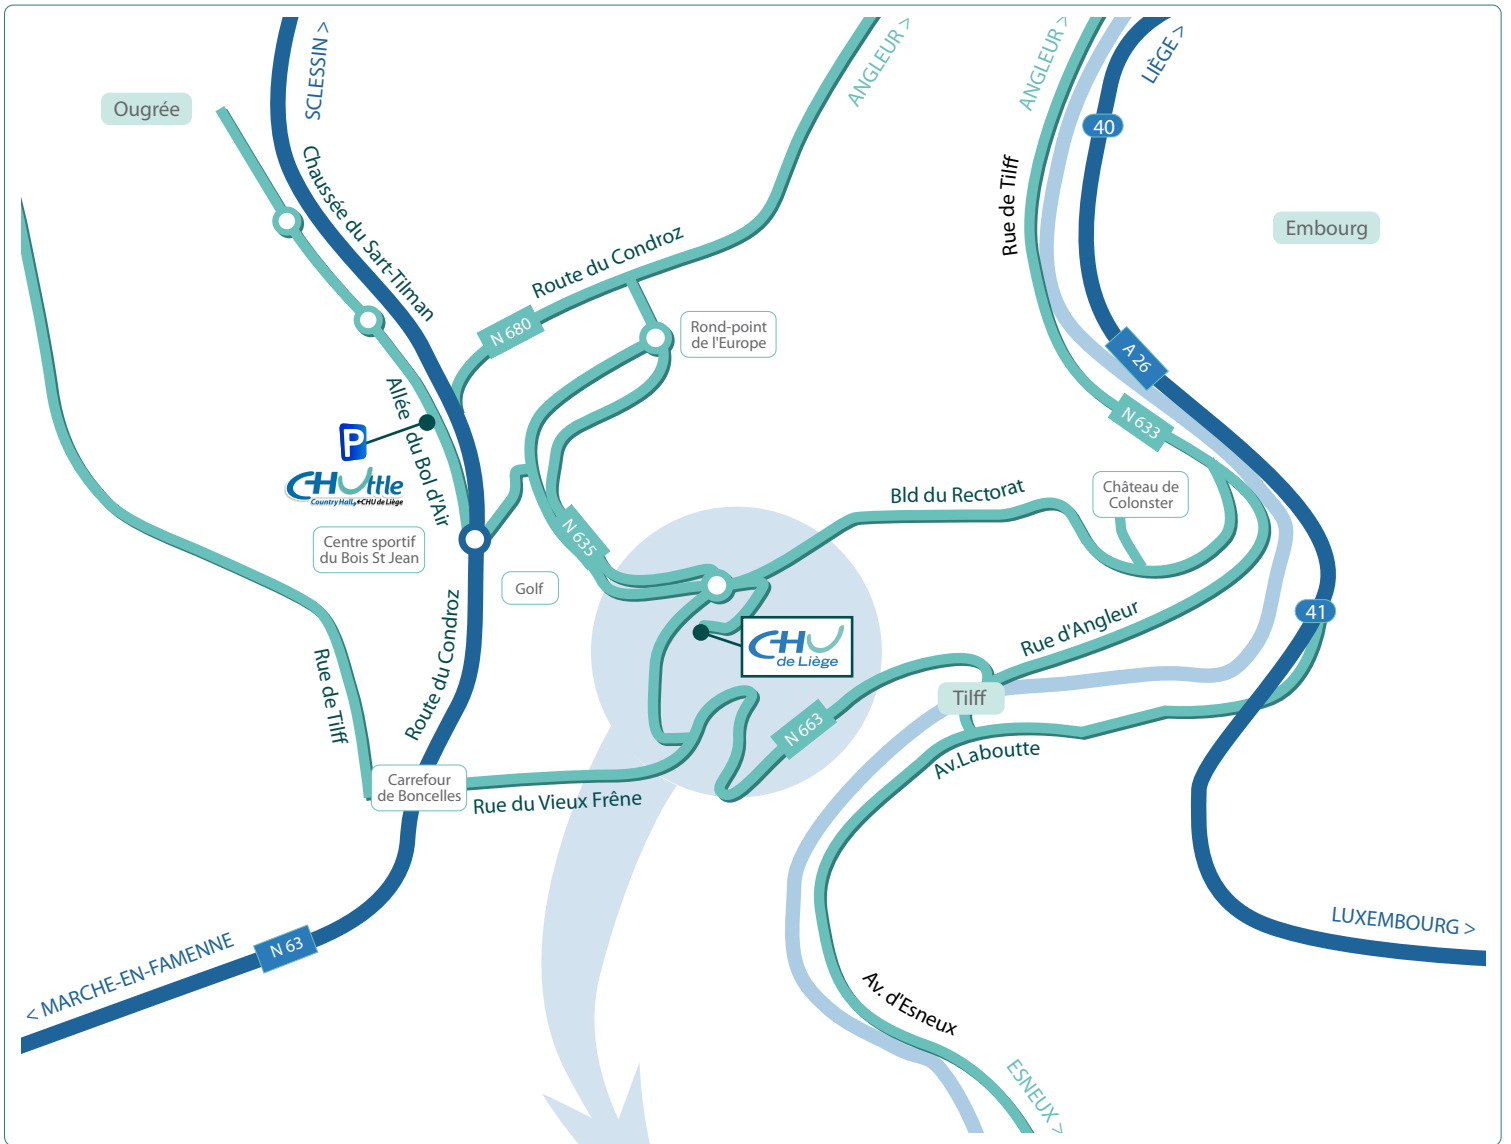 SCLESSIN >
ANGLEUR >
ANGLEUR >
LIÈGE >
Ougrée
40
Chaussée du Sart-Tilman
Rue de Tilff
Embourg
Route du Condroz
N 680
Rond-point
de l'Europe
A 26
Allée du Bol d'Air
N 633
P
CHUttle
Country Hall CHU de Liège
Château de
Colonster
Bld du Rectorat
N 635
Centre sportif
du Bois St Jean
Golf
41
CHU
de Liège
Rue d'Angleur
Route du Condroz
Rue de Tilff
Tilff
N 663
Av.Laboutte
Carrefour
de Boncelles
Rue du Vieux Frêne
LUXEMBOURG >
N 63
< MARCHE-EN-FAMENNE
Av. d'Esneux
ESNEUX >